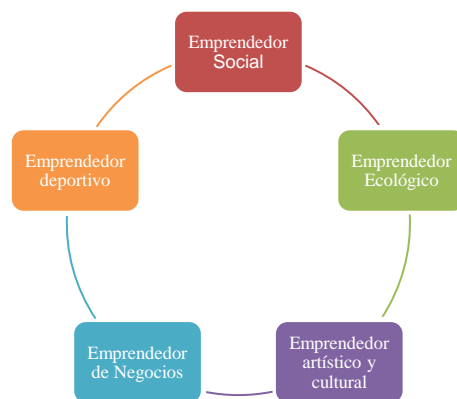 Emprendedor
Social
Emprendedor
Ecológico
Emprendedor
artístico y
cultural
Emprendedor
de Negocios
Emprendedor
deportivo